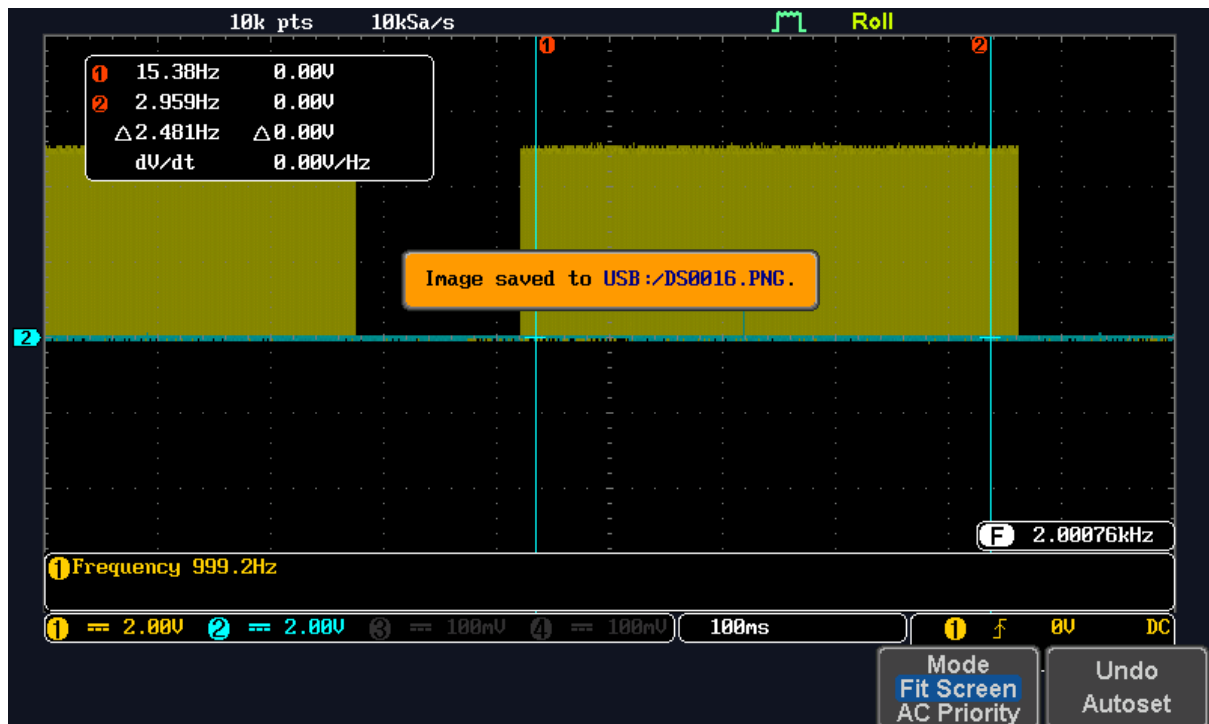 10k pts 10kSa/s Roll
1 2
1 15.38Hz 0.00V
2 2.959Hz 0.00V
△2.481Hz △0.00V
dV/dt 0.00V/Hz
Image saved to USB:/DS0016.PNG.
2
F 2.00076kHz
1 Frequency 999.2Hz
1 2.00V 2 2.00V 3 100mV 4 100mV 100ms 1 0V DC
Mode
Fit Screen
AC Priority
Undo
Autoset